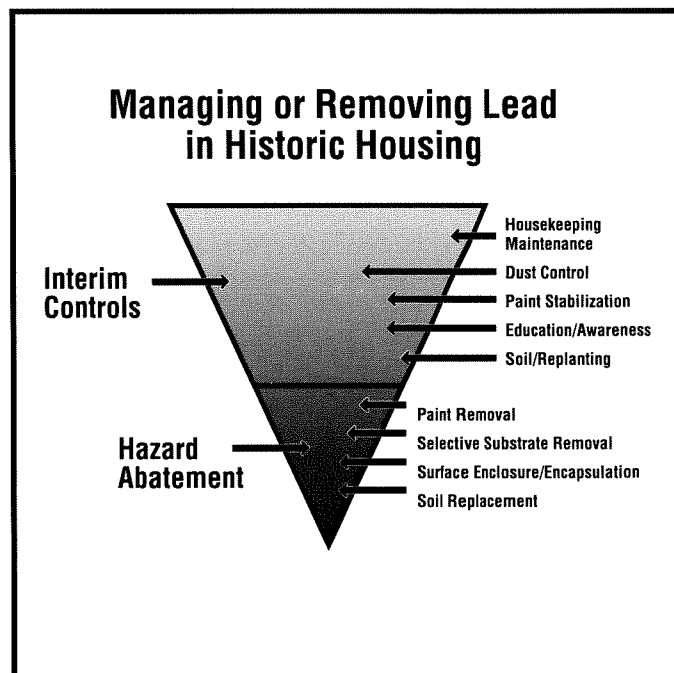 Managing or Removing Lead
in Historic Housing
Interim
Controls
Housekeeping
Maintenance
Dust Control
Paint Stabilization
Education/Awareness
Soil/Replanting
Hazard
Abatement
Paint Removal
Selective Substrate Removal
Surface Enclosure/Encapsulation
Soil Replacement